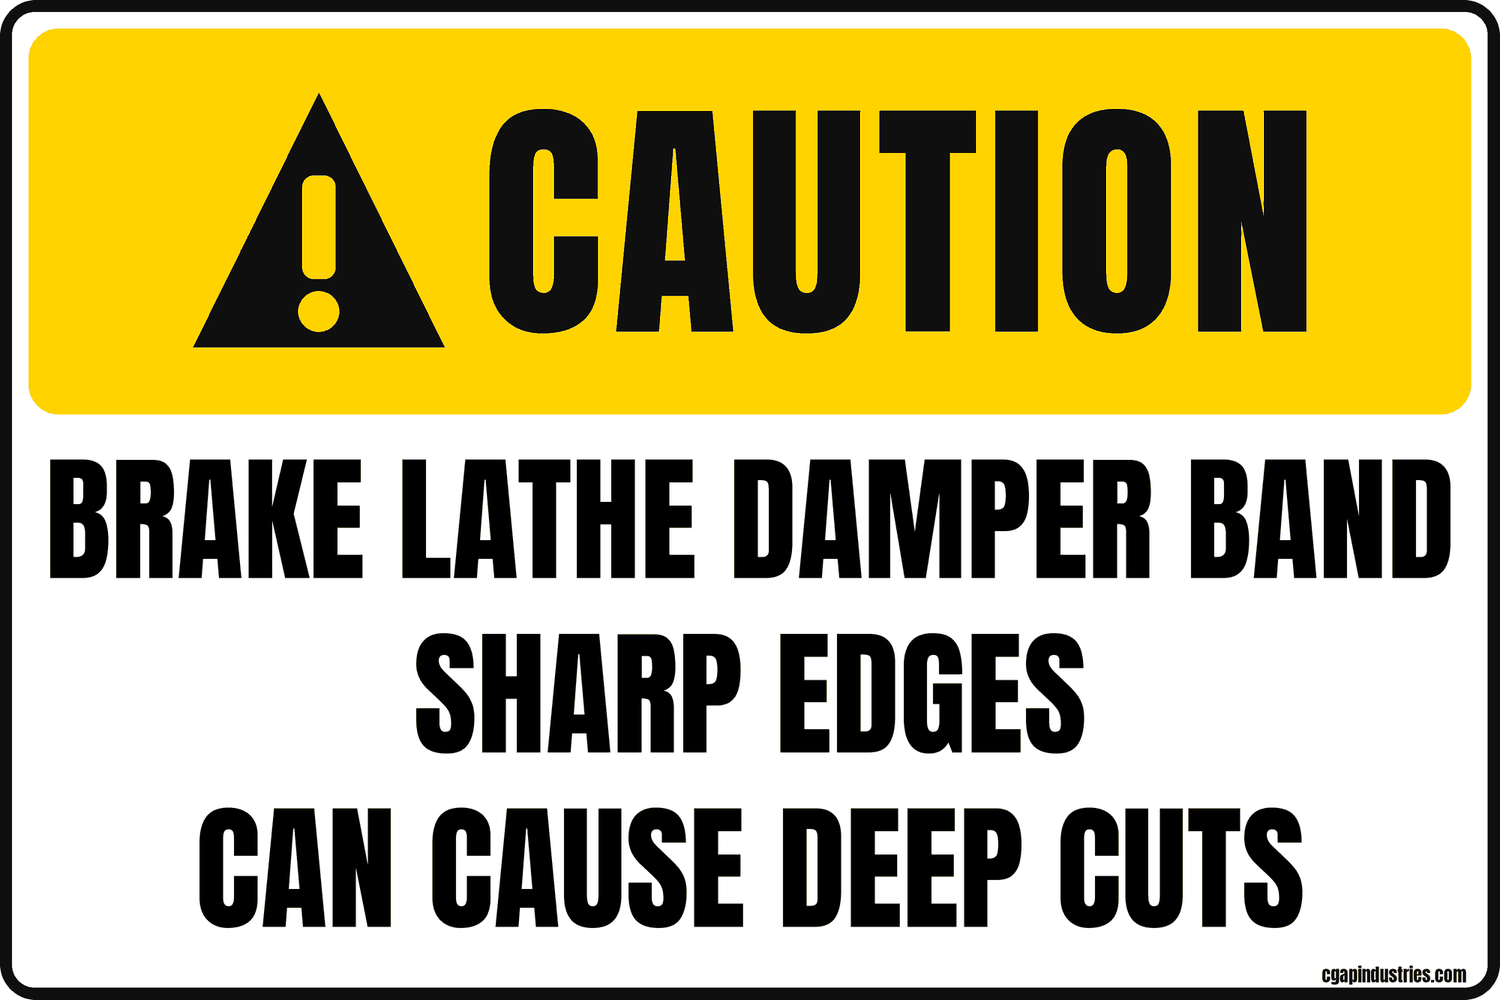 CAUTION
BRAKE LATHE DAMPER BAND
SHARP EDGES
CAN CAUSE DEEP CUTS
cgapindustries.com